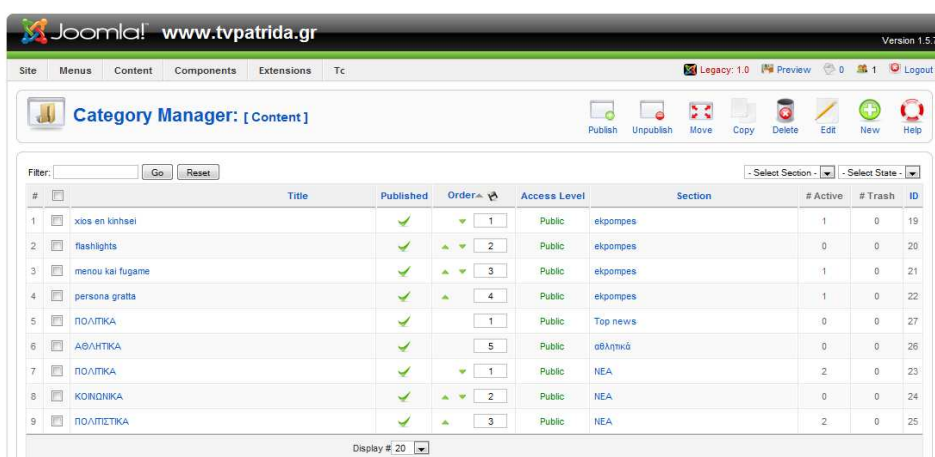 Joomla! www.tvpatrida.gr
Version 1.5.7
Site Menus Content Components Extensions Tc Legacy: 1.0 Preview 0 1 Logout
Category Manager: [ Content ]
Publish Unpublish Move Copy Delete Edit New Help
Filter: Go Reset - Select Section - - Select State -
# Title Published Order Access Level Section # Active # Trash ID
1 xios en kinhsei 1 Public ekpompes 1 0 19
2 flashlights 2 Public ekpompes 0 0 20
3 menou kai fugame 3 Public ekpompes 1 0 21
4 persona gratta 4 Public ekpompes 1 0 22
5 ΠΟΛΙΤΙΚΑ 1 Public Top news 0 0 27
6 ΑΘΛΗΤΙΚΑ 5 Public αθλητικά 0 0 26
7 ΠΟΛΙΤΙΚΑ 1 Public ΝΕΑ 2 0 23
8 ΚΟΙΝΩΝΙΚΑ 2 Public ΝΕΑ 0 0 24
9 ΠΟΛΙΤΙΣΤΙΚΑ 3 Public ΝΕΑ 2 0 25
Display # 20